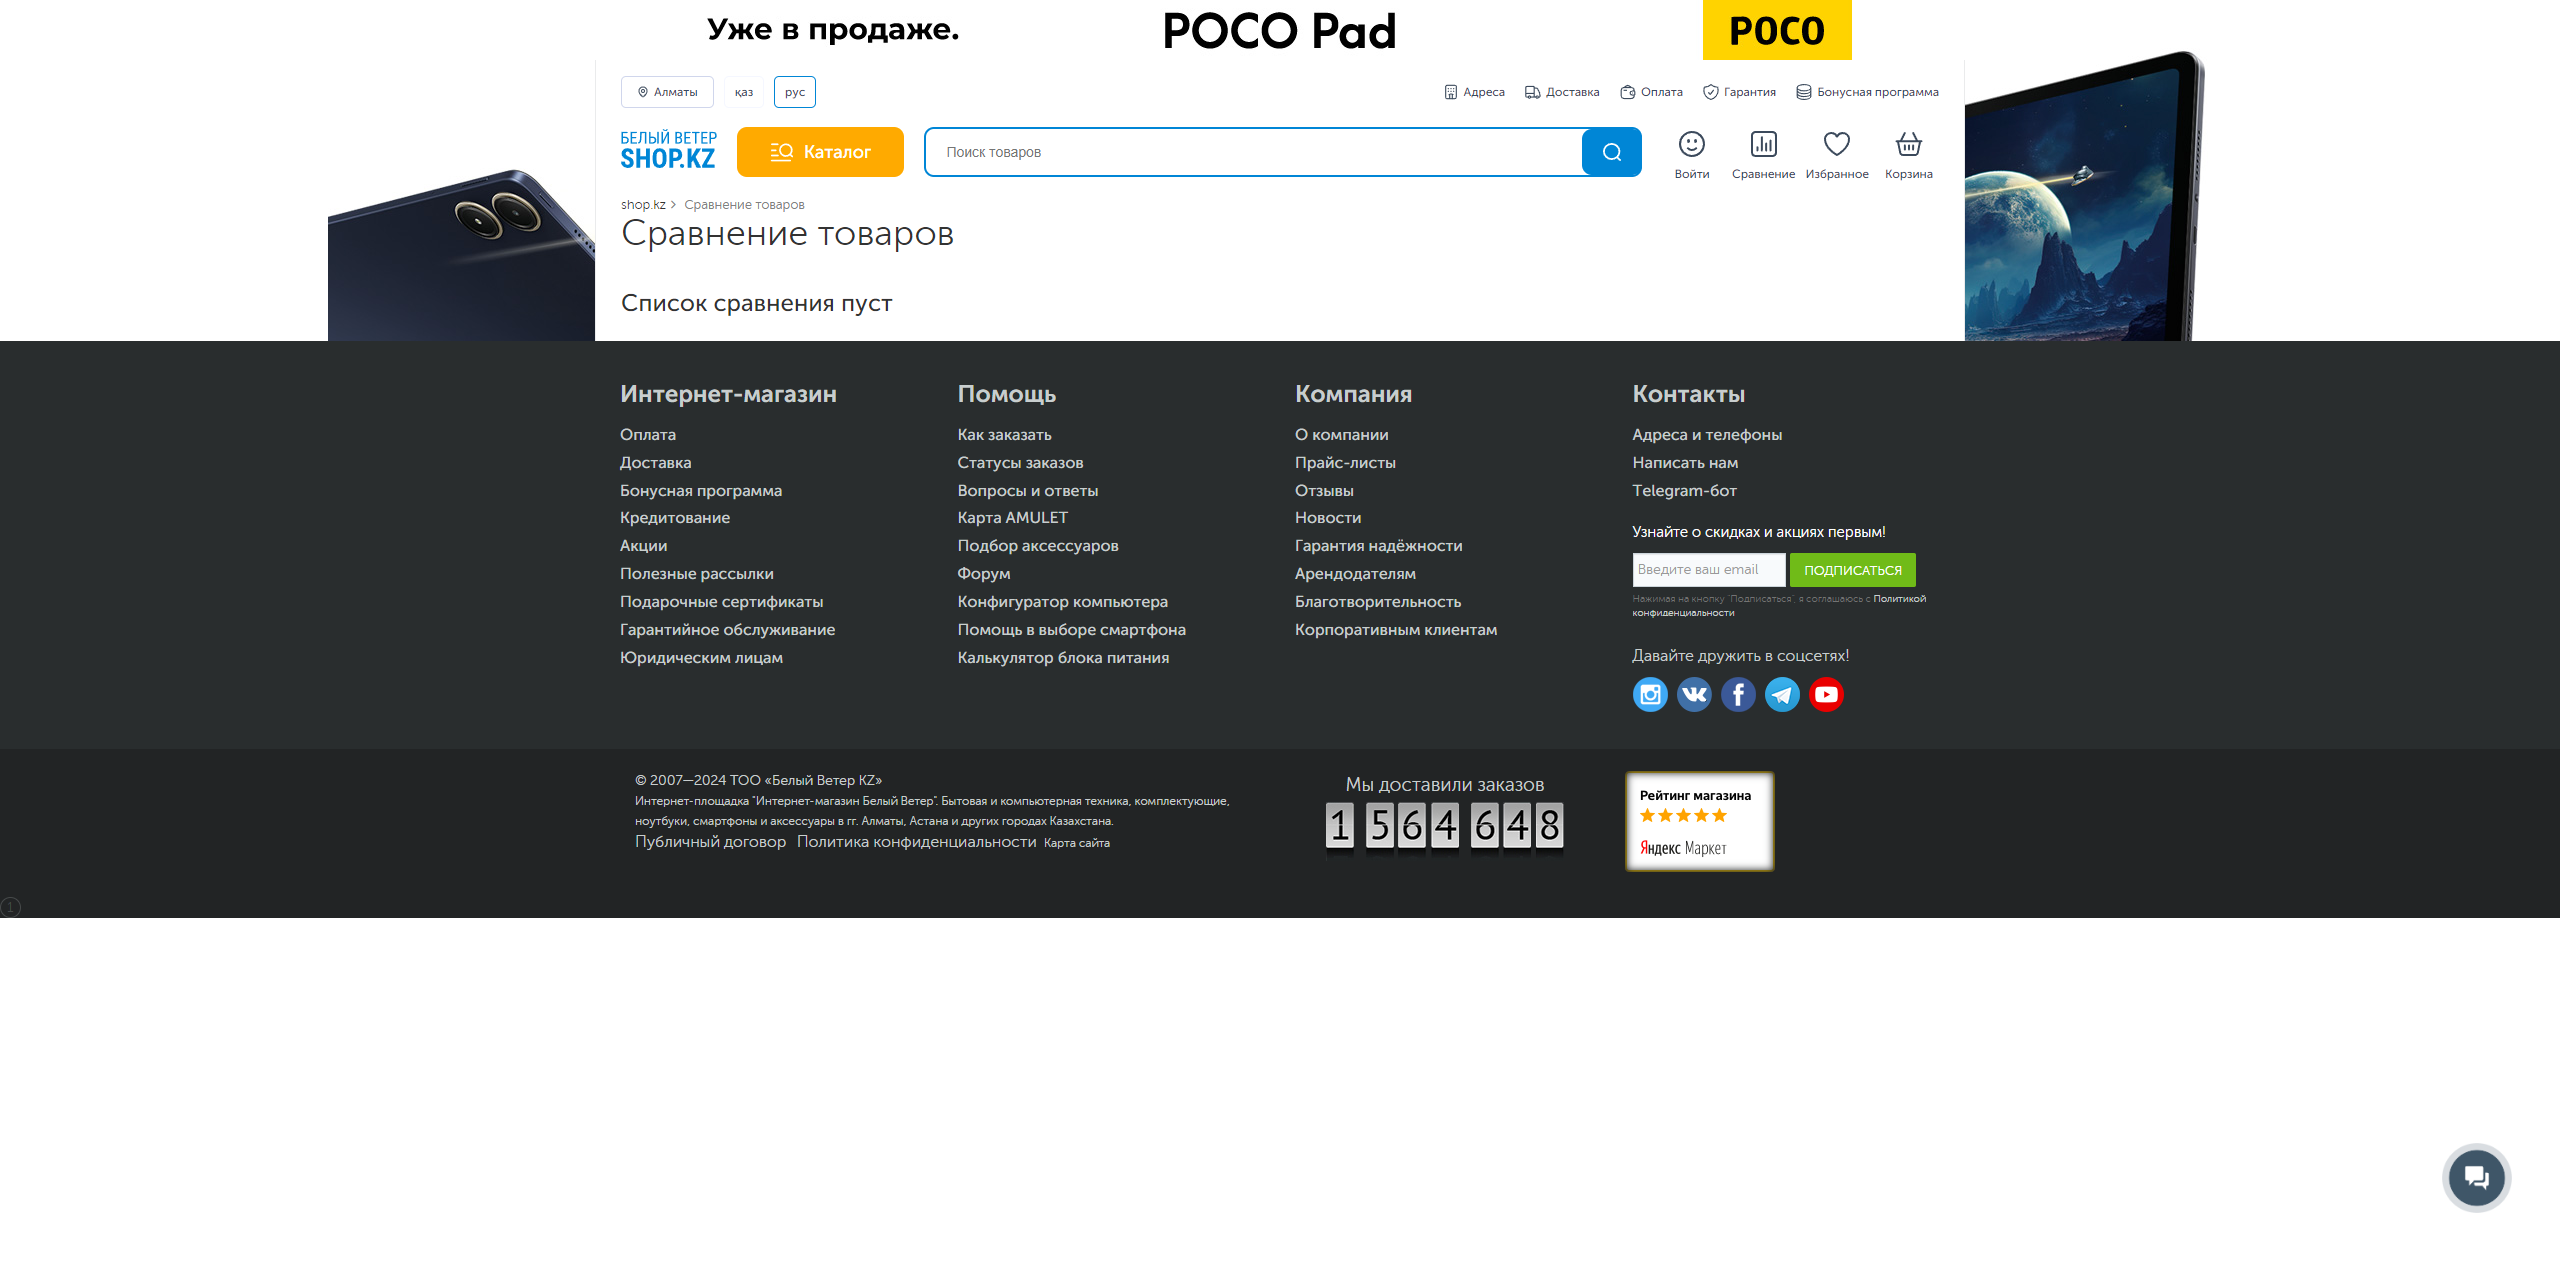 Уже в продаже.
POCO Pad
POCO
Алматы
қаз
рус
Адреса
Доставка
Оплата
Гарантия
Бонусная программа
БЕЛЫЙ ВЕТЕР
SHOP.KZ
Каталог
Поиск товаров
Войти
Сравнение
Избранное
Корзина
shop.kz
Сравнение товаров
Сравнение товаров
Список сравнения пуст
Интернет-магазин
Оплата
Доставка
Бонусная программа
Кредитование
Акции
Полезные рассылки
Подарочные сертификаты
Гарантийное обслуживание
Юридическим лицам
Помощь
Как заказать
Статусы заказов
Вопросы и ответы
Карта AMULET
Подбор аксессуаров
Форум
Конфигуратор компьютера
Помощь в выборе смартфона
Калькулятор блока питания
Компания
О компании
Прайс-листы
Отзывы
Новости
Гарантия надёжности
Арендодателям
Благотворительность
Корпоративным клиентам
Контакты
Адреса и телефоны
Написать нам
Telegram-бот
Узнайте о скидках и акциях первым!
Введите ваш email
ПОДПИСАТЬСЯ
Нажимая на кнопку "Подписаться", я соглашаюсь с Политикой
конфиденциальности
Давайте дружить в соцсетях!
© 2007—2024 ТОО «Белый Ветер KZ»
Интернет-площадка "Интернет-магазин Белый Ветер". Бытовая и компьютерная техника, комплектующие,
ноутбуки, смартфоны и аксессуары в гг. Алматы, Астана и других городах Казахстана.
Публичный договор Политика конфиденциальности Карта сайта
Мы доставили заказов
1 564 648
Рейтинг магазина
Яндекс Маркет
1